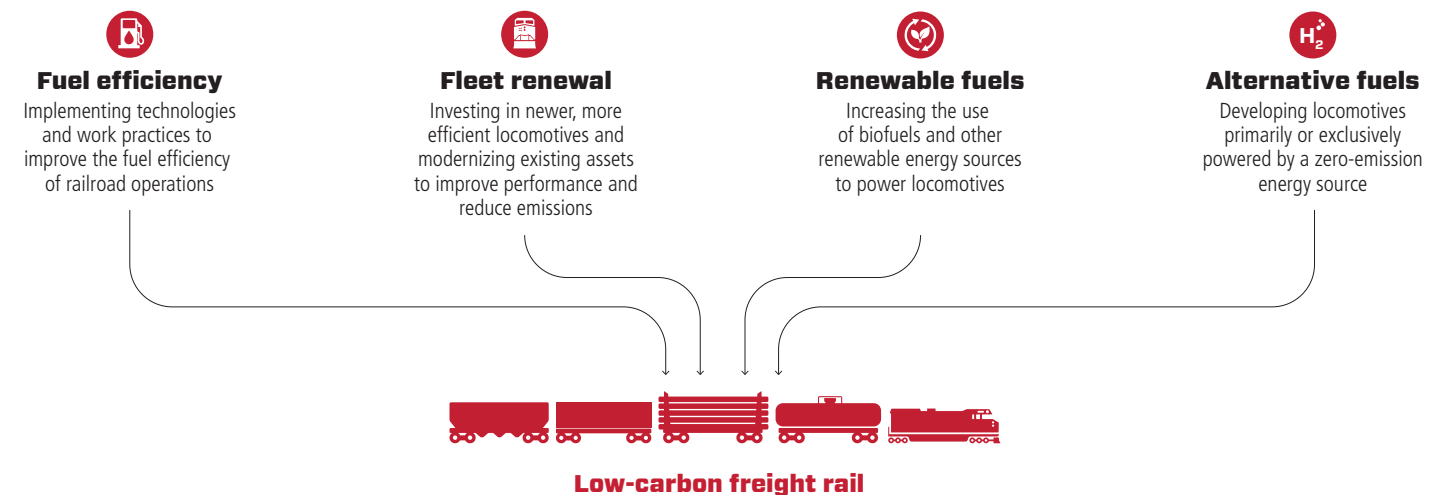 Fuel efficiency
Implementing technologies
and work practices to
improve the fuel efficiency
of railroad operations
Fleet renewal
Investing in newer, more
efficient locomotives and
modernizing existing assets
to improve performance and
reduce emissions
Renewable fuels
Increasing the use
of biofuels and other
renewable energy sources
to power locomotives
H₂
Alternative fuels
Developing locomotives
primarily or exclusively
powered by a zero-emission
energy source
Low-carbon freight rail